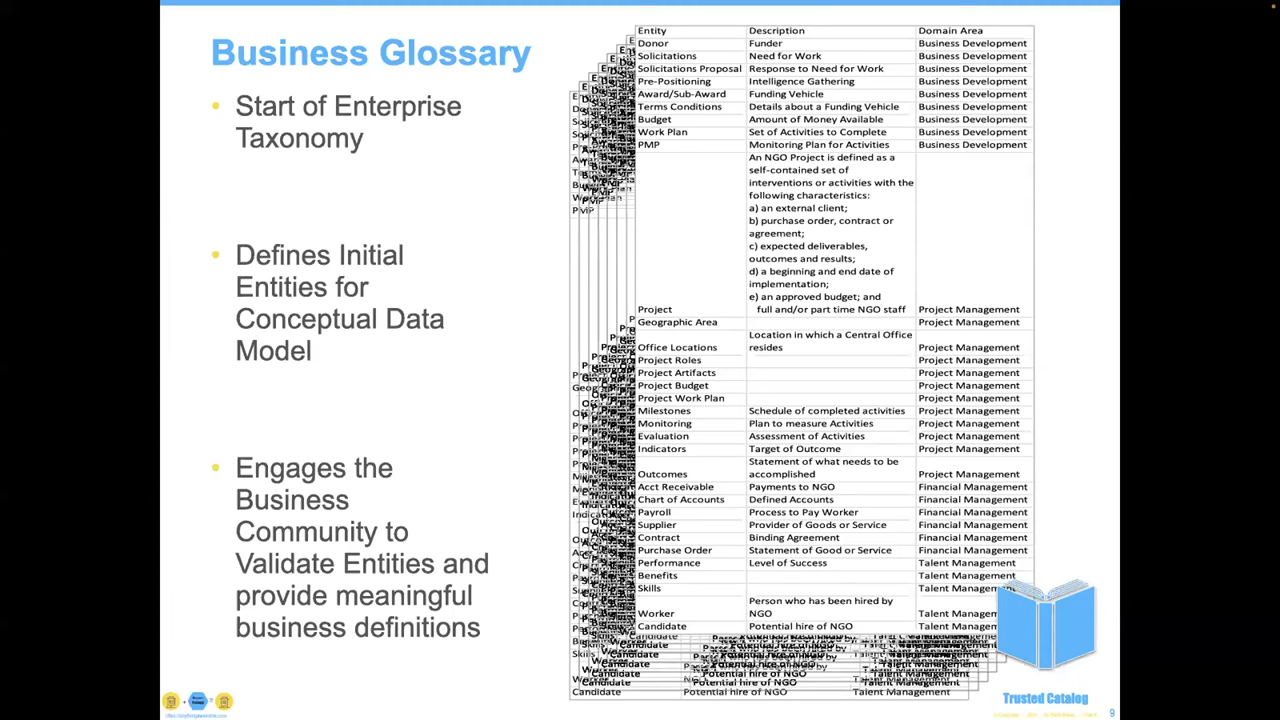 Business Glossary
• Start of Enterprise
Taxonomy
• Defines Initial
Entities for
Conceptual Data
Model
• Engages the
Business
Community to
Validate Entities and
provide meaningful
business definitions
Entity Description Domain Area
Donor Funder Business Development
Solicitations Need for Work Business Development
Solicitations Proposal Response to Need for Work Business Development
Pre-Positioning Intelligence Gathering Business Development
Award/Sub-Award Funding Vehicle Business Development
Terms Conditions Details about a Funding Vehicle Business Development
Budget Amount of Money Available Business Development
Work Plan Set of Activities to Complete Business Development
PMP Monitoring Plan for Activities Business Development
An NGO Project is defined as a
self-contained set of
interventions or activities with the
following characteristics:
a) an external client;
b) purchase order, contract or
agreement;
c) expected deliverables,
outcomes and results;
d) a beginning and end date of
implementation;
e) an approved budget; and
Project full and/or part time NGO staff Project Management
Geographic Area Project Management
Location in which a Central Office
Office Locations resides Project Management
Project Roles Project Management
Project Artifacts Project Management
Project Budget Project Management
Project Work Plan Project Management
Milestones Schedule of completed activities Project Management
Monitoring Plan to measure Activities Project Management
Evaluation Assessment of Activities Project Management
Indicators Target of Outcome Project Management
Statement of what needs to be
Outcomes accomplished Project Management
Acct Receivable Payments to NGO Financial Management
Chart of Accounts Defined Accounts Financial Management
Payroll Process to Pay Worker Financial Management
Supplier Provider of Goods or Service Financial Management
Contract Binding Agreement Financial Management
Purchase Order Statement of Good or Service Financial Management
Performance Level of Success Talent Management
Benefits Talent Management
Skills Talent Management
Person who has been hired by
Worker NGO Talent Management
Candidate Potential hire of NGO Talent Management
Candidate Potential hire of NGO Talent Management
Trusted Catalog
9